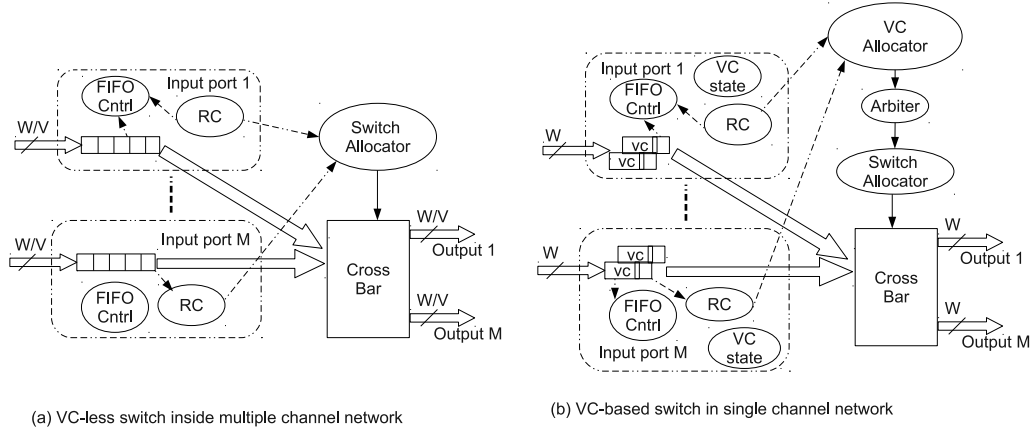 Input port 1
FIFO
Cntrl
RC
W/V
Switch
Allocator
W/V
Input port M
FIFO
Cntrl
RC
Cross
Bar
W/V
Output 1
W/V
Output M
(a) VC-less switch inside multiple channel network
VC
Allocator
Input port 1
VC
state
FIFO
Cntrl
RC
Arbiter
W
vc
vc
Switch
Allocator
W
vc
vc
RC
FIFO
Cntrl
Input port M
VC
state
Cross
Bar
W
Output 1
W
Output M
(b) VC-based switch in single channel network